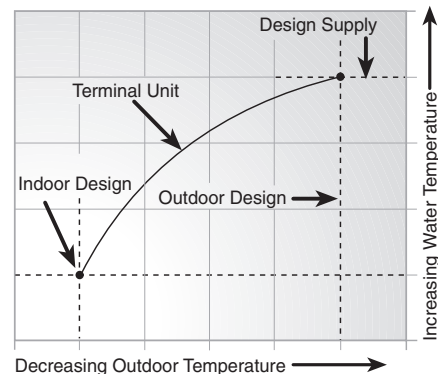 Design Supply
Terminal Unit
Indoor Design
Outdoor Design
Increasing Water Temperature
Decreasing Outdoor Temperature